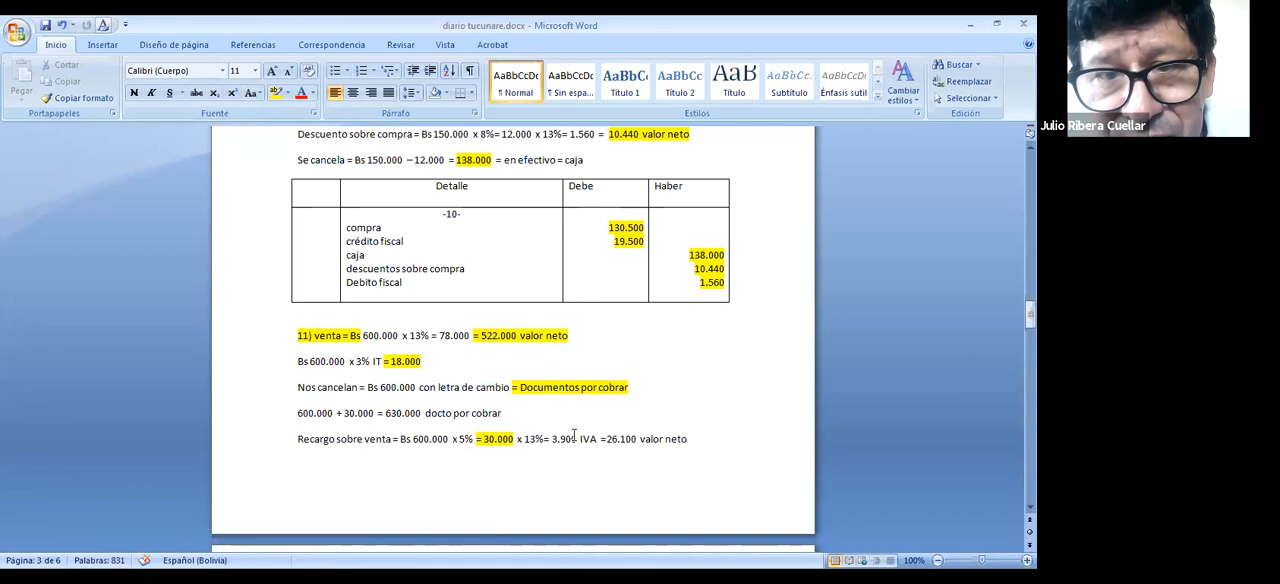 diario tucunare.docx - Microsoft Word
Inicio Insertar Diseño de página Referencias Correspondencia Revisar Vista Acrobat
Pegar
Cortar
Copiar
Copiar formato
Portapapeles
Calibri (Cuerpo) 11
N K S abc x₂ x² Aa
Fuente
Párrafo
AaBbCcDc AaBbCcDc AaBbC AaBbCc AaB AaBbCc. AaBbCcDc
¶ Normal ¶ Sin espa... Título 1 Título 2 Título Subtítulo Énfasis sutil
Cambiar
estilos
Estilos
Buscar
Reemplazar
Seleccionar
Edición
Julio Ribera Cuellar
Descuento sobre compra = Bs 150.000 x 8%= 12.000 x 13%= 1.560 = 10.440 valor neto
Se cancela = Bs 150.000 – 12.000 = 138.000 = en efectivo = caja
Detalle Debe Haber
-10-
compra 130.500
crédito fiscal 19.500
caja 138.000
descuentos sobre compra 10.440
Debito fiscal 1.560
11) venta = Bs 600.000 x 13% = 78.000 = 522.000 valor neto
Bs 600.000 x 3% IT = 18.000
Nos cancelan = Bs 600.000 con letra de cambio = Documentos por cobrar
600.000 + 30.000 = 630.000 docto por cobrar
Recargo sobre venta = Bs 600.000 x 5% = 30.000 x 13%= 3.900 IVA =26.100 valor neto
Página: 3 de 6 Palabras: 831 Español (Bolivia) 100%